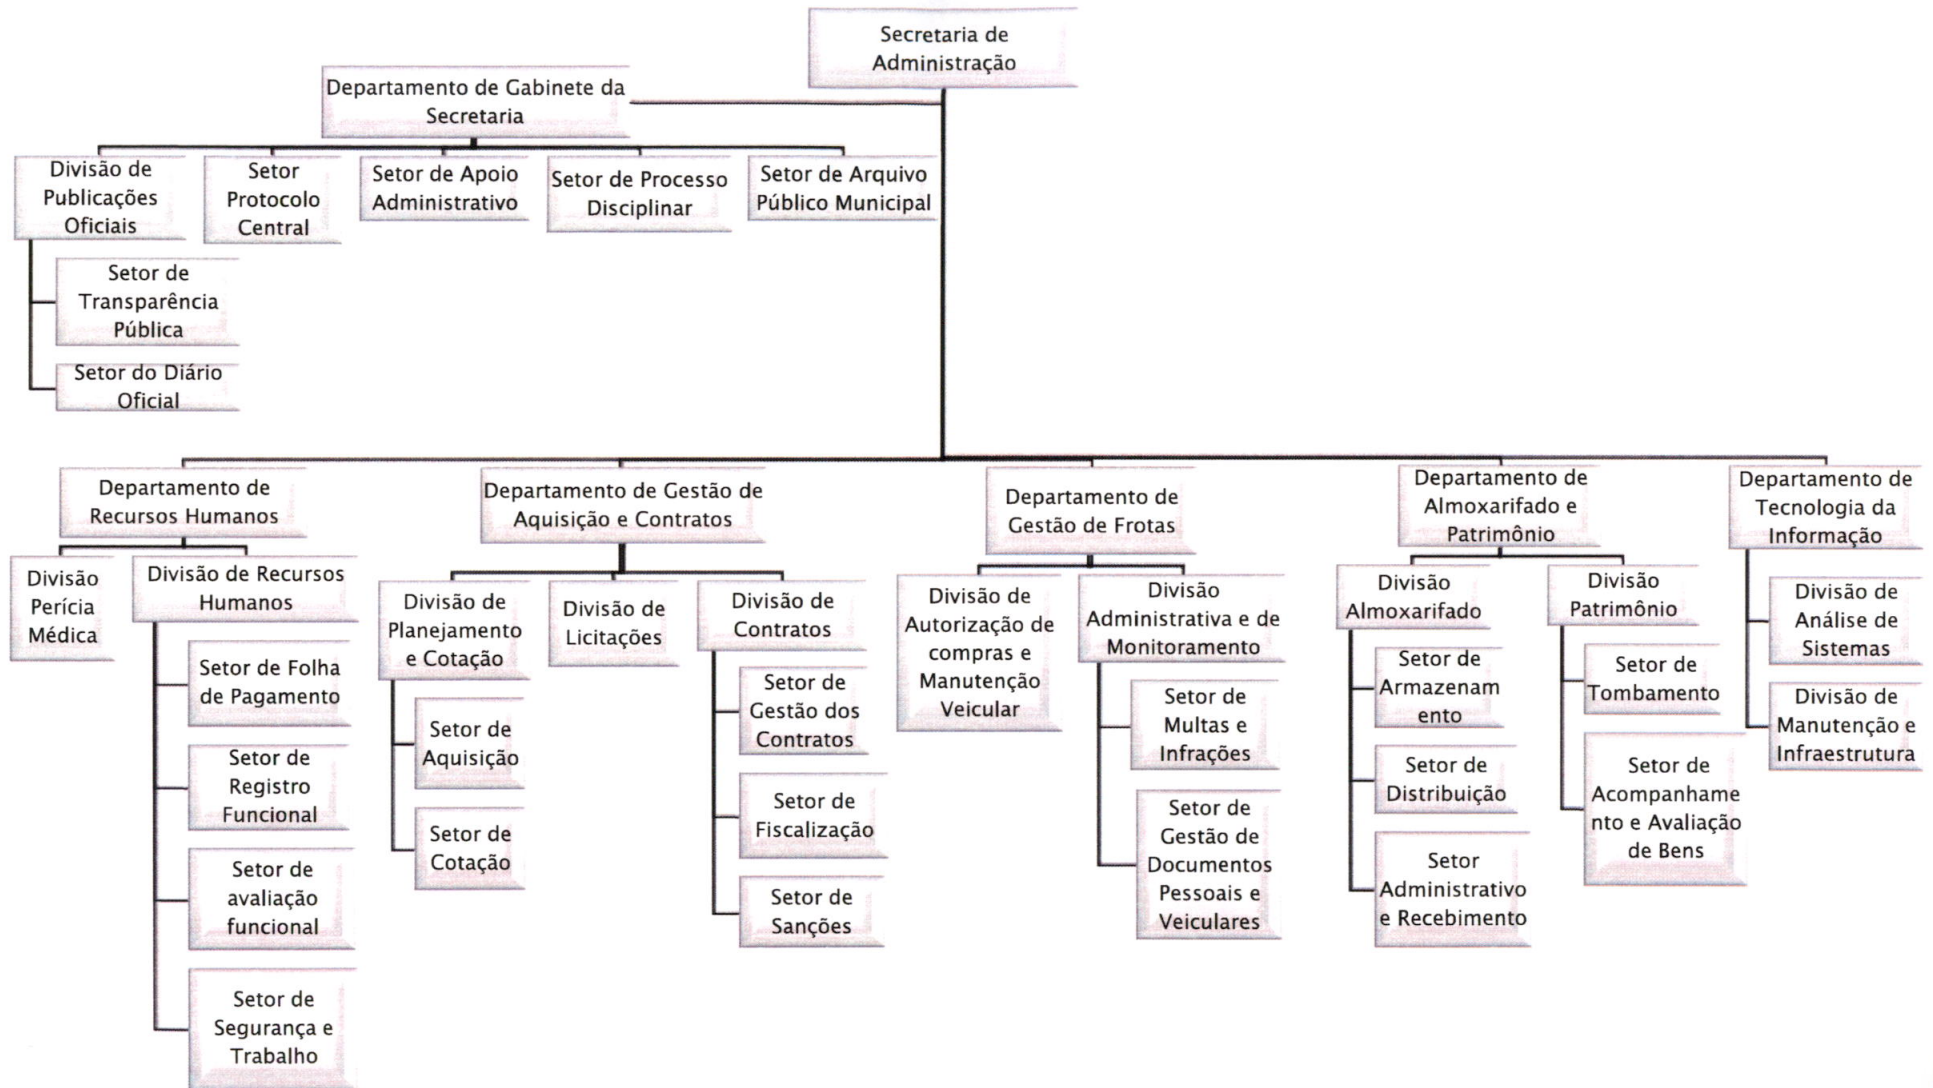 Secretaria de
Administração
Departamento de Gabinete da
Secretaria
Divisão de
Publicações
Oficiais
Setor
Protocolo
Central
Setor de Apoio
Administrativo
Setor de Processo
Disciplinar
Setor de Arquivo
Público Municipal
Setor de
Transparência
Pública
Setor do Diário
Oficial
Departamento de
Recursos Humanos
Divisão
Perícia
Médica
Divisão de Recursos
Humanos
Setor de Folha
de Pagamento
Setor de
Registro
Funcional
Setor de
avaliação
funcional
Setor de
Segurança e
Trabalho
Departamento de Gestão de
Aquisição e Contratos
Divisão de
Planejamento
e Cotação
Setor de
Aquisição
Setor de
Cotação
Divisão de
Licitações
Divisão de
Contratos
Setor de
Gestão dos
Contratos
Setor de
Fiscalização
Setor de
Sanções
Departamento de
Gestão de Frotas
Divisão de
Autorização de
compras e
Manutenção
Veicular
Divisão
Administrativa e de
Monitoramento
Setor de
Multas e
Infrações
Setor de
Gestão de
Documentos
Pessoais e
Veiculares
Departamento de
Almoxarifado e
Patrimônio
Divisão
Almoxarifado
Setor de
Armazenam
ento
Setor de
Distribuição
Setor
Administrativo
e Recebimento
Divisão
Patrimônio
Setor de
Tombamento
Setor de
Acompanhame
nto e Avaliação
de Bens
Departamento de
Tecnologia da
Informação
Divisão de
Análise de
Sistemas
Divisão de
Manutenção e
Infraestrutura